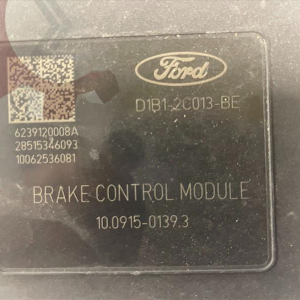 Ford
D1B1-2C013-BE
6239120008A
28515346093
10062536081
BRAKE CONTROL MODULE
10.0915-0139.3